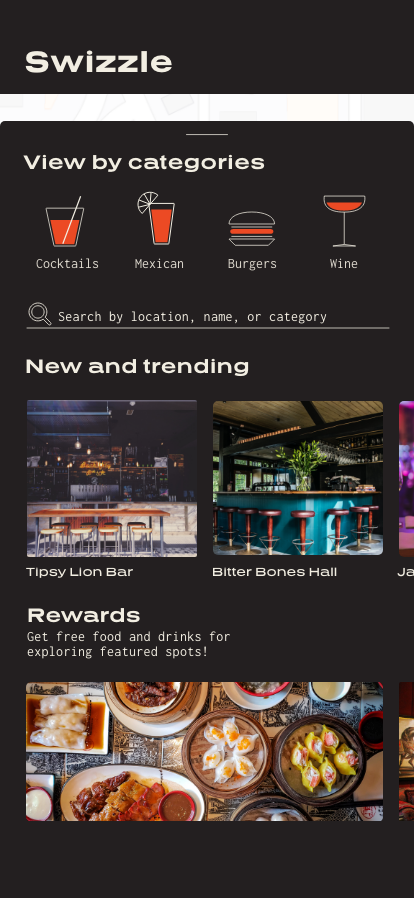 Swizzle
View by categories
Cocktails
Mexican
Burgers
Wine
Search by location, name, or category
New and trending
Tipsy Lion Bar
Bitter Bones Hall
Ja
Rewards
Get free food and drinks for
exploring featured spots!